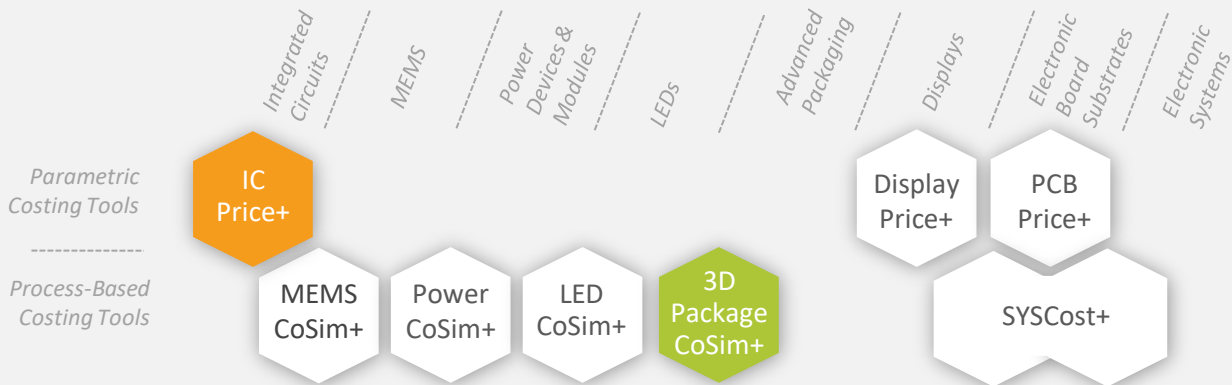 Integrated
Circuits
MEMS
Power
Devices &
Modules
LEDs
Advanced
Packaging
Displays
Electronic
Board
Substrates
Electronic
Systems
Parametric
Costing Tools
IC
Price+
Display
Price+
PCB
Price+
Process-Based
Costing Tools
MEMS
CoSim+
Power
CoSim+
LED
CoSim+
3D
Package
CoSim+
SYSCost+